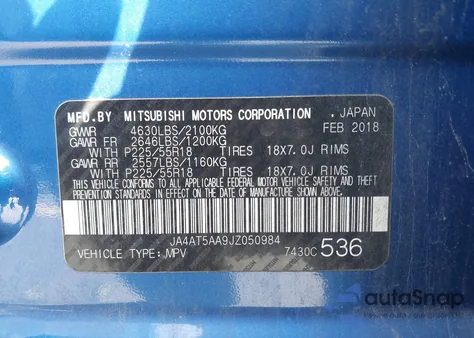 MFD.BY MITSUBISHI MOTORS CORPORATION . JAPAN
GVWR 4630LBS/2100KG FEB 2018
GAWR FR 2646LBS/1200KG
WITH P225/55R18 TIRES 18X7.0J RIMS
GAWR RR 2557LBS/1160KG
WITH P225/55R18 TIRES 18X7.0J RIMS
THIS VEHICLE CONFORMS TO ALL APPLICABLE FEDERAL MOTOR VEHICLE SAFETY, BUMPER AND THEFT
PREVENTION STANDARDS IN EFFECT ON THE DATE OF MANUFACTURE SHOWN ABOVE.
JA4AT5AA9JZ050984
VEHICLE TYPE:MPV 7430C 536
autoSnap